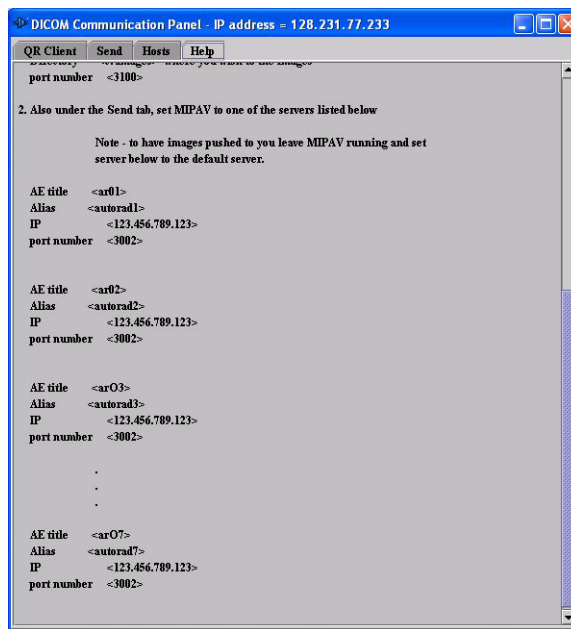 DICOM Communication Panel - IP address = 128.231.77.233
QR Client Send Hosts Help
port number <3100>
2. Also under the Send tab, set MIPAV to one of the servers listed below
Note - to have images pushed to you leave MIPAV running and set
server below to the default server.
AE title <ar01>
Alias <autorad1>
IP <123.456.789.123>
port number <3002>
AE title <ar02>
Alias <autorad2>
IP <123.456.789.123>
port number <3002>
AE title <arO3>
Alias <autorad3>
IP <123.456.789.123>
port number <3002>
.
.
.
AE title <arO7>
Alias <autorad7>
IP <123.456.789.123>
port number <3002>